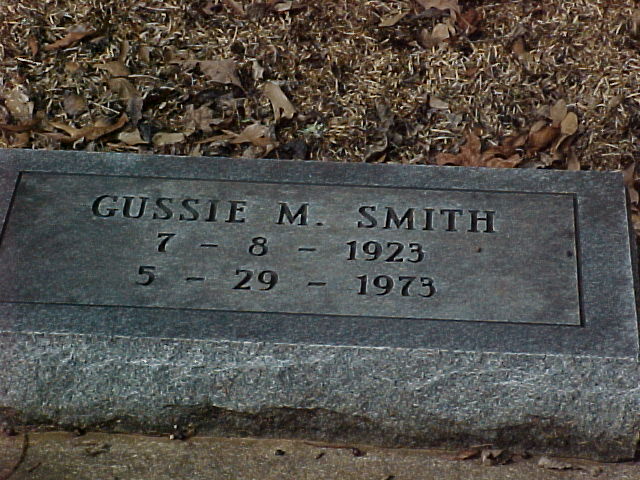 GUSSIE M. SMITH
7 - 8 - 1923
5 - 29 - 1973